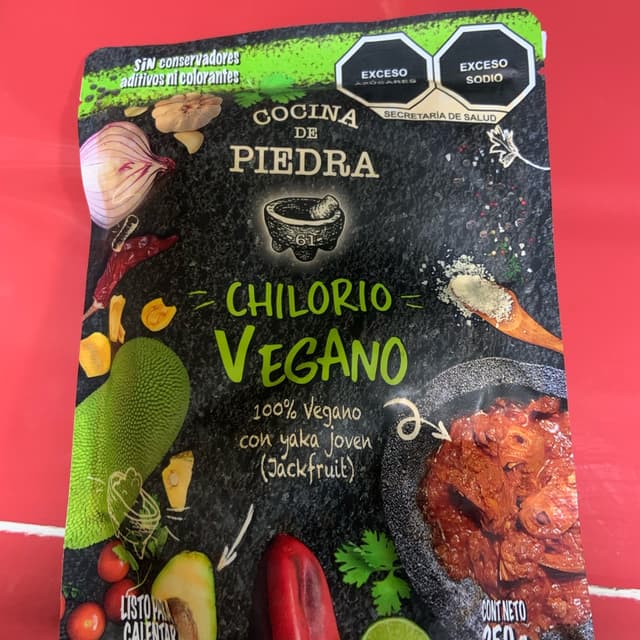 SIN conservadores
aditivos ni colorantes
EXCESO
AZÚCARES
EXCESO
SODIO
SECRETARÍA DE SALUD
COCINA
DE
PIEDRA
61
CHILORIO
VEGANO
100% Vegano
con yaka joven
(Jackfruit)
LISTO PARA
CALENTAR
CONT NETO